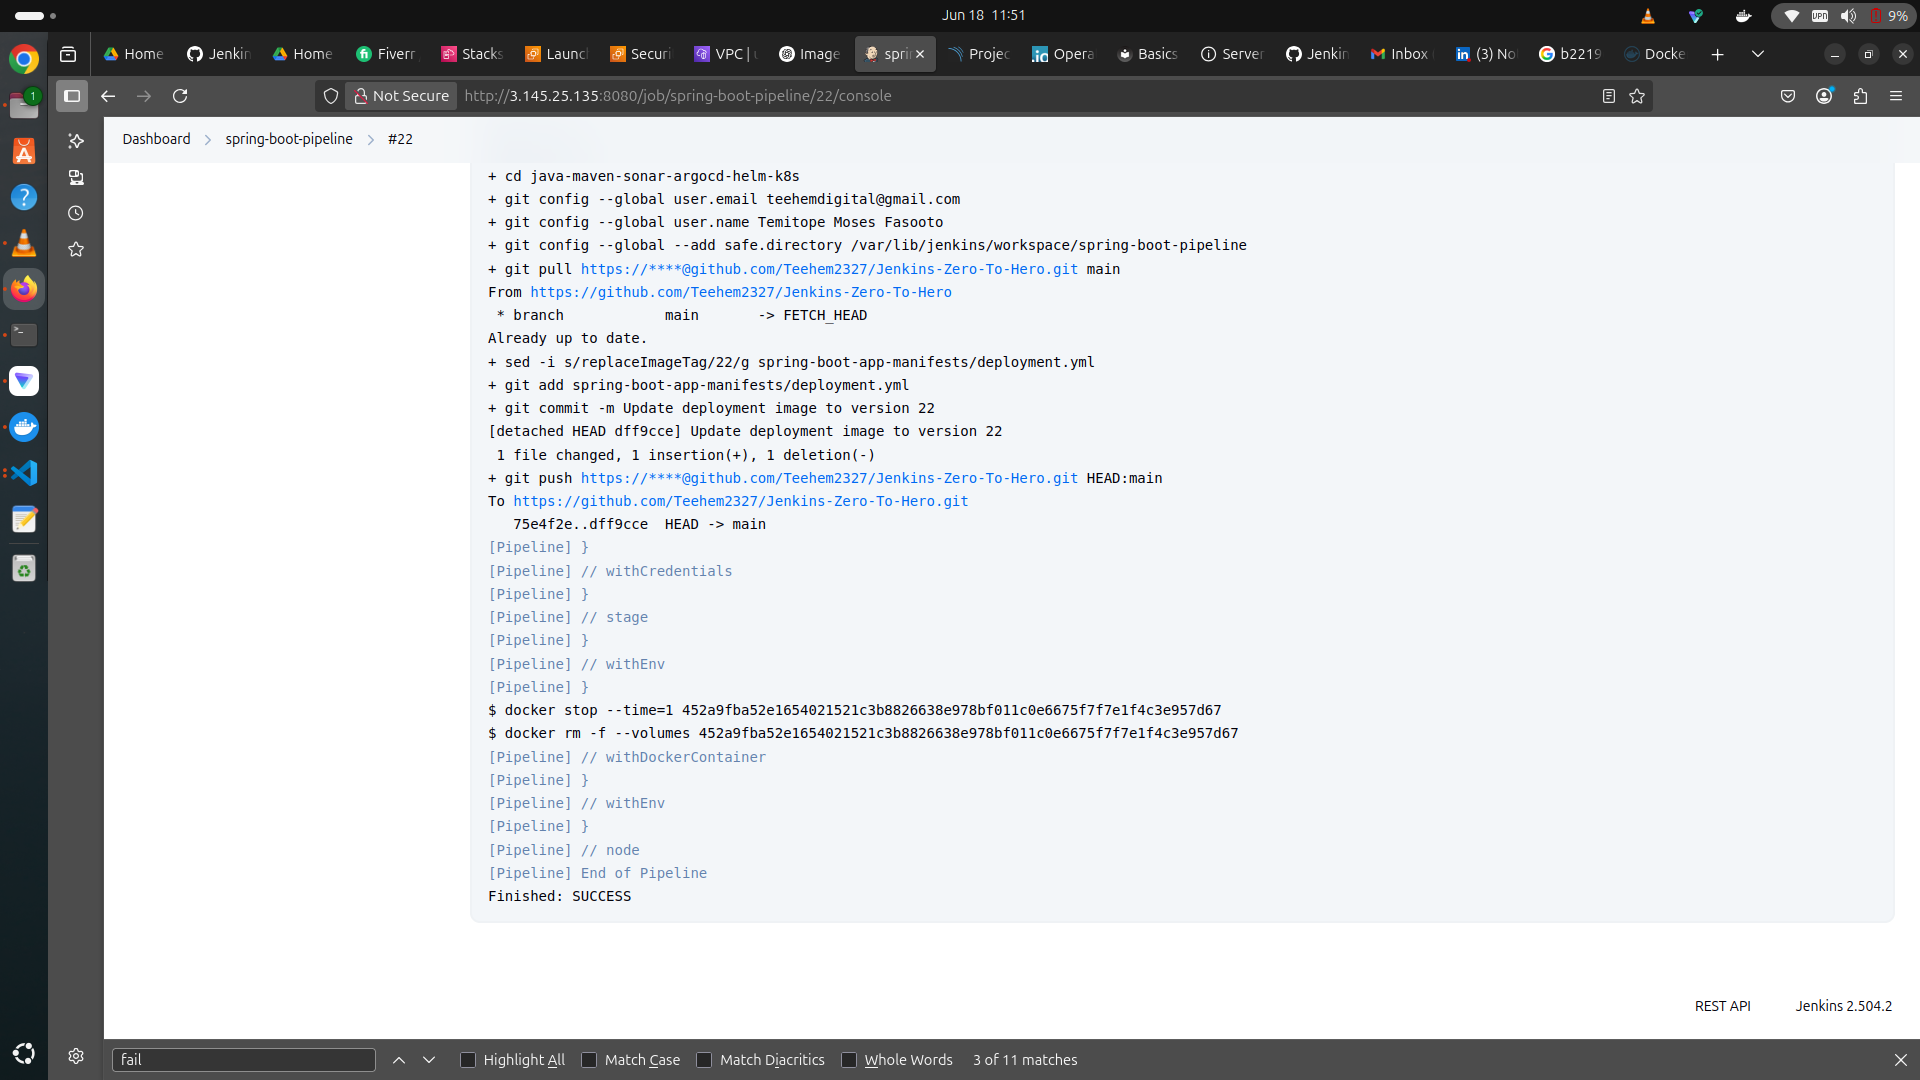 Jun 18 11:51
9%
Home
Jenkin
Home
Fiverr
Stacks
Launc
Securi
VPC |
Image
sprin
Projec
Opera
Basics
Server
Jenkin
Inbox
(3) No
b2219
Docke
1
Not Secure
http://3.145.25.135:8080/job/spring-boot-pipeline/22/console
Dashboard
spring-boot-pipeline
#22
+ cd java-maven-sonar-argocd-helm-k8s
+ git config --global user.email teehemdigital@gmail.com
+ git config --global user.name Temitope Moses Fasooto
+ git config --global --add safe.directory /var/lib/jenkins/workspace/spring-boot-pipeline
+ git pull https://****@github.com/Teehem2327/Jenkins-Zero-To-Hero.git main
From https://github.com/Teehem2327/Jenkins-Zero-To-Hero
* branch            main       -> FETCH_HEAD
Already up to date.
+ sed -i s/replaceImageTag/22/g spring-boot-app-manifests/deployment.yml
+ git add spring-boot-app-manifests/deployment.yml
+ git commit -m Update deployment image to version 22
[detached HEAD dff9cce] Update deployment image to version 22
1 file changed, 1 insertion(+), 1 deletion(-)
+ git push https://****@github.com/Teehem2327/Jenkins-Zero-To-Hero.git HEAD:main
To https://github.com/Teehem2327/Jenkins-Zero-To-Hero.git
75e4f2e..dff9cce  HEAD -> main
[Pipeline] }
[Pipeline] // withCredentials
[Pipeline] }
[Pipeline] // stage
[Pipeline] }
[Pipeline] // withEnv
[Pipeline] }
$ docker stop --time=1 452a9fba52e1654021521c3b8826638e978bf011c0e6675f7f7e1f4c3e957d67
$ docker rm -f --volumes 452a9fba52e1654021521c3b8826638e978bf011c0e6675f7f7e1f4c3e957d67
[Pipeline] // withDockerContainer
[Pipeline] }
[Pipeline] // withEnv
[Pipeline] }
[Pipeline] // node
[Pipeline] End of Pipeline
Finished: SUCCESS
REST API
Jenkins 2.504.2
fail
Highlight All
Match Case
Match Diacritics
Whole Words
3 of 11 matches